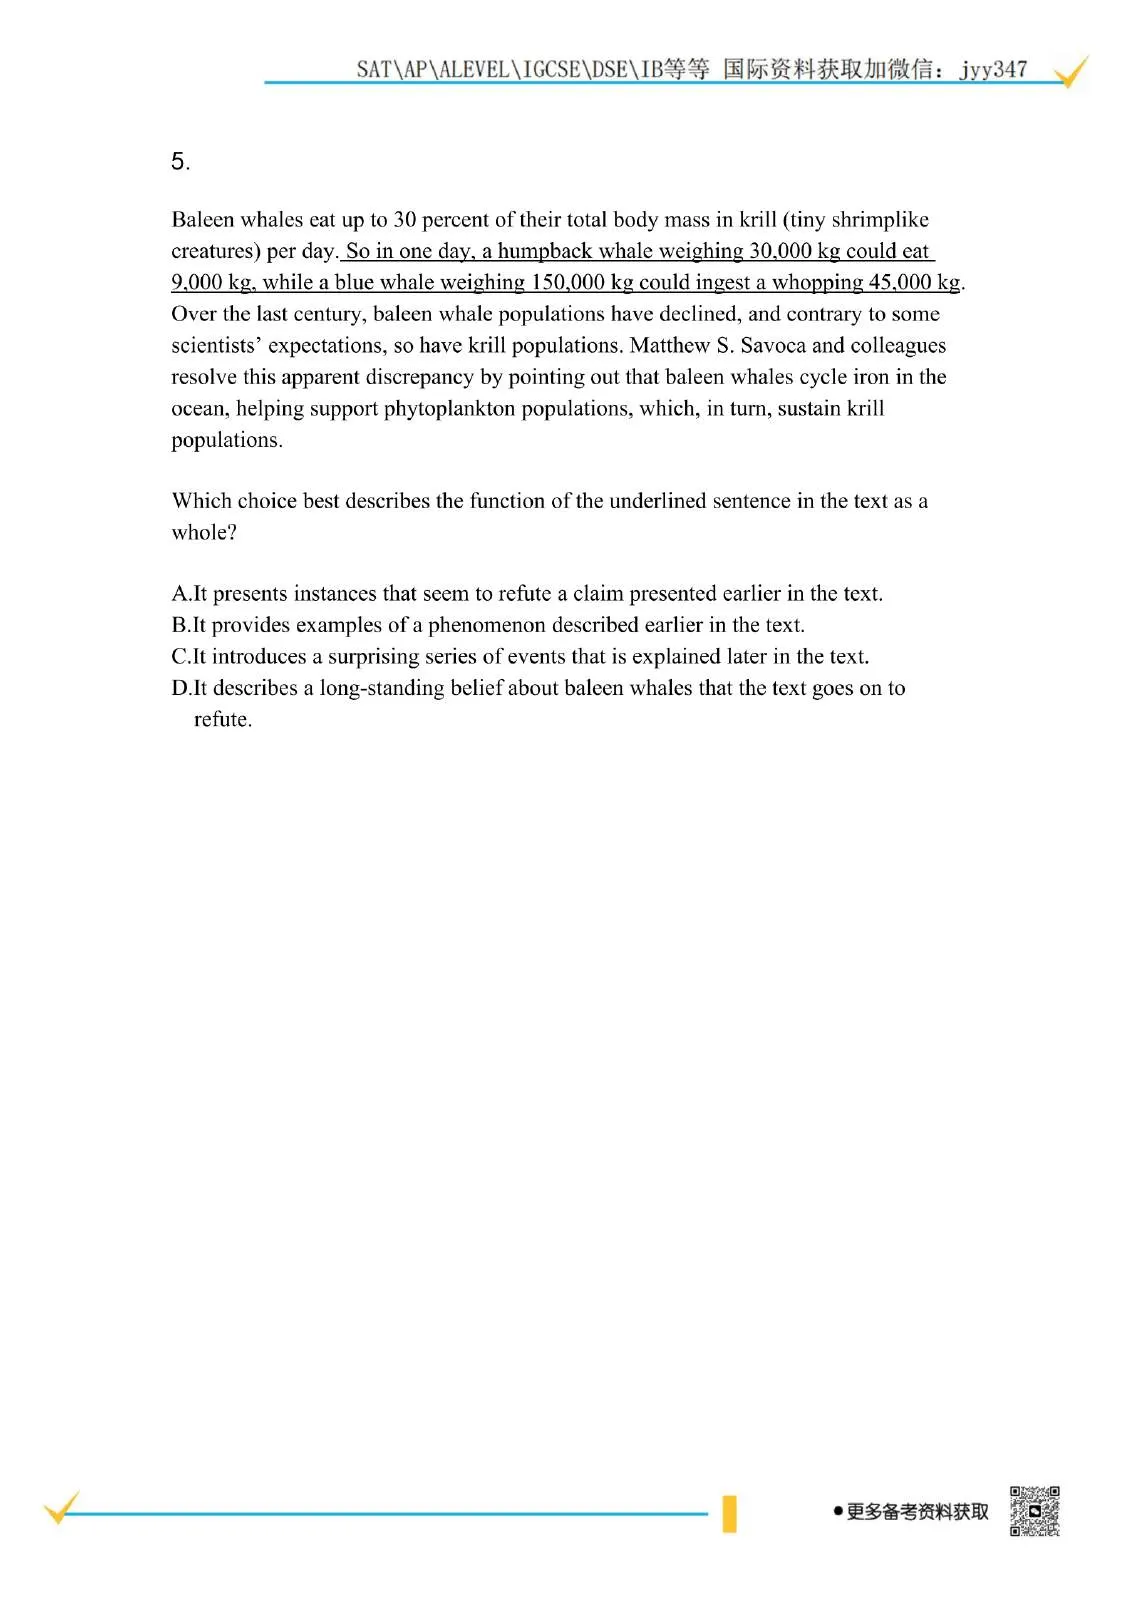 SAT\AP\ALEVEL\IGCSE\DSE\IB等等 国际资料获取加微信：jyy347
5.
Baleen whales eat up to 30 percent of their total body mass in krill (tiny shrimplike
creatures) per day. So in one day, a humpback whale weighing 30,000 kg could eat
9,000 kg, while a blue whale weighing 150,000 kg could ingest a whopping 45,000 kg.
Over the last century, baleen whale populations have declined, and contrary to some
scientists’ expectations, so have krill populations. Matthew S. Savoca and colleagues
resolve this apparent discrepancy by pointing out that baleen whales cycle iron in the
ocean, helping support phytoplankton populations, which, in turn, sustain krill
populations.
Which choice best describes the function of the underlined sentence in the text as a
whole?
A.It presents instances that seem to refute a claim presented earlier in the text.
B.It provides examples of a phenomenon described earlier in the text.
C.It introduces a surprising series of events that is explained later in the text.
D.It describes a long-standing belief about baleen whales that the text goes on to
refute.
●更多备考资料获取